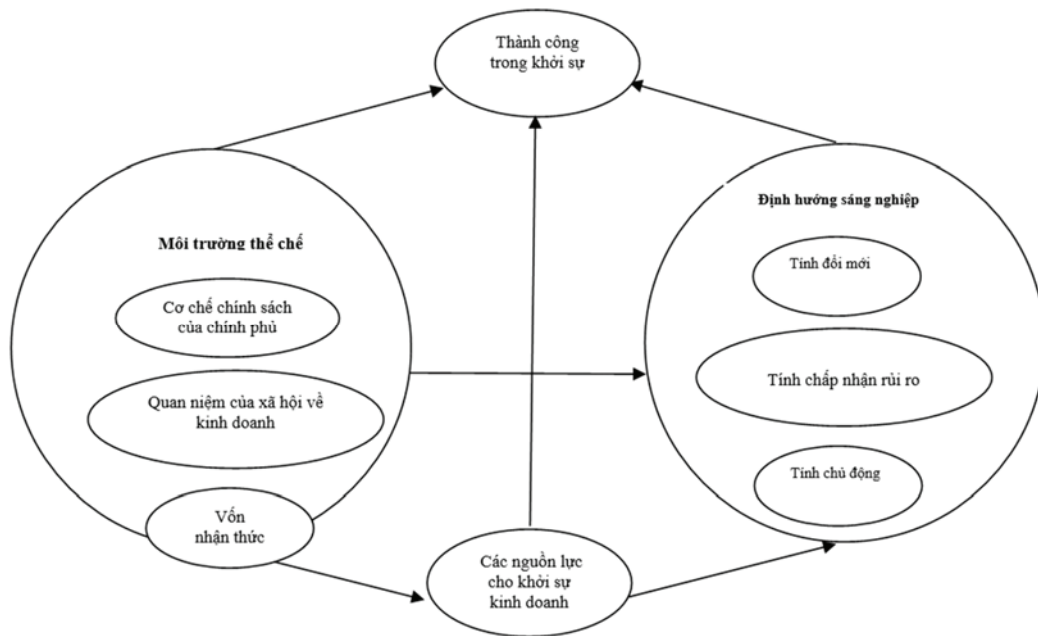 Thành công
trong khởi sự
Môi trường thể chế
Cơ chế chính sách
của chính phủ
Quan niệm của xã hội về
kinh doanh
Vốn
nhận thức
Các nguồn lực
cho khởi sự
kinh doanh
Định hướng sáng nghiệp
Tính đổi mới
Tính chấp nhận rủi ro
Tính chủ động